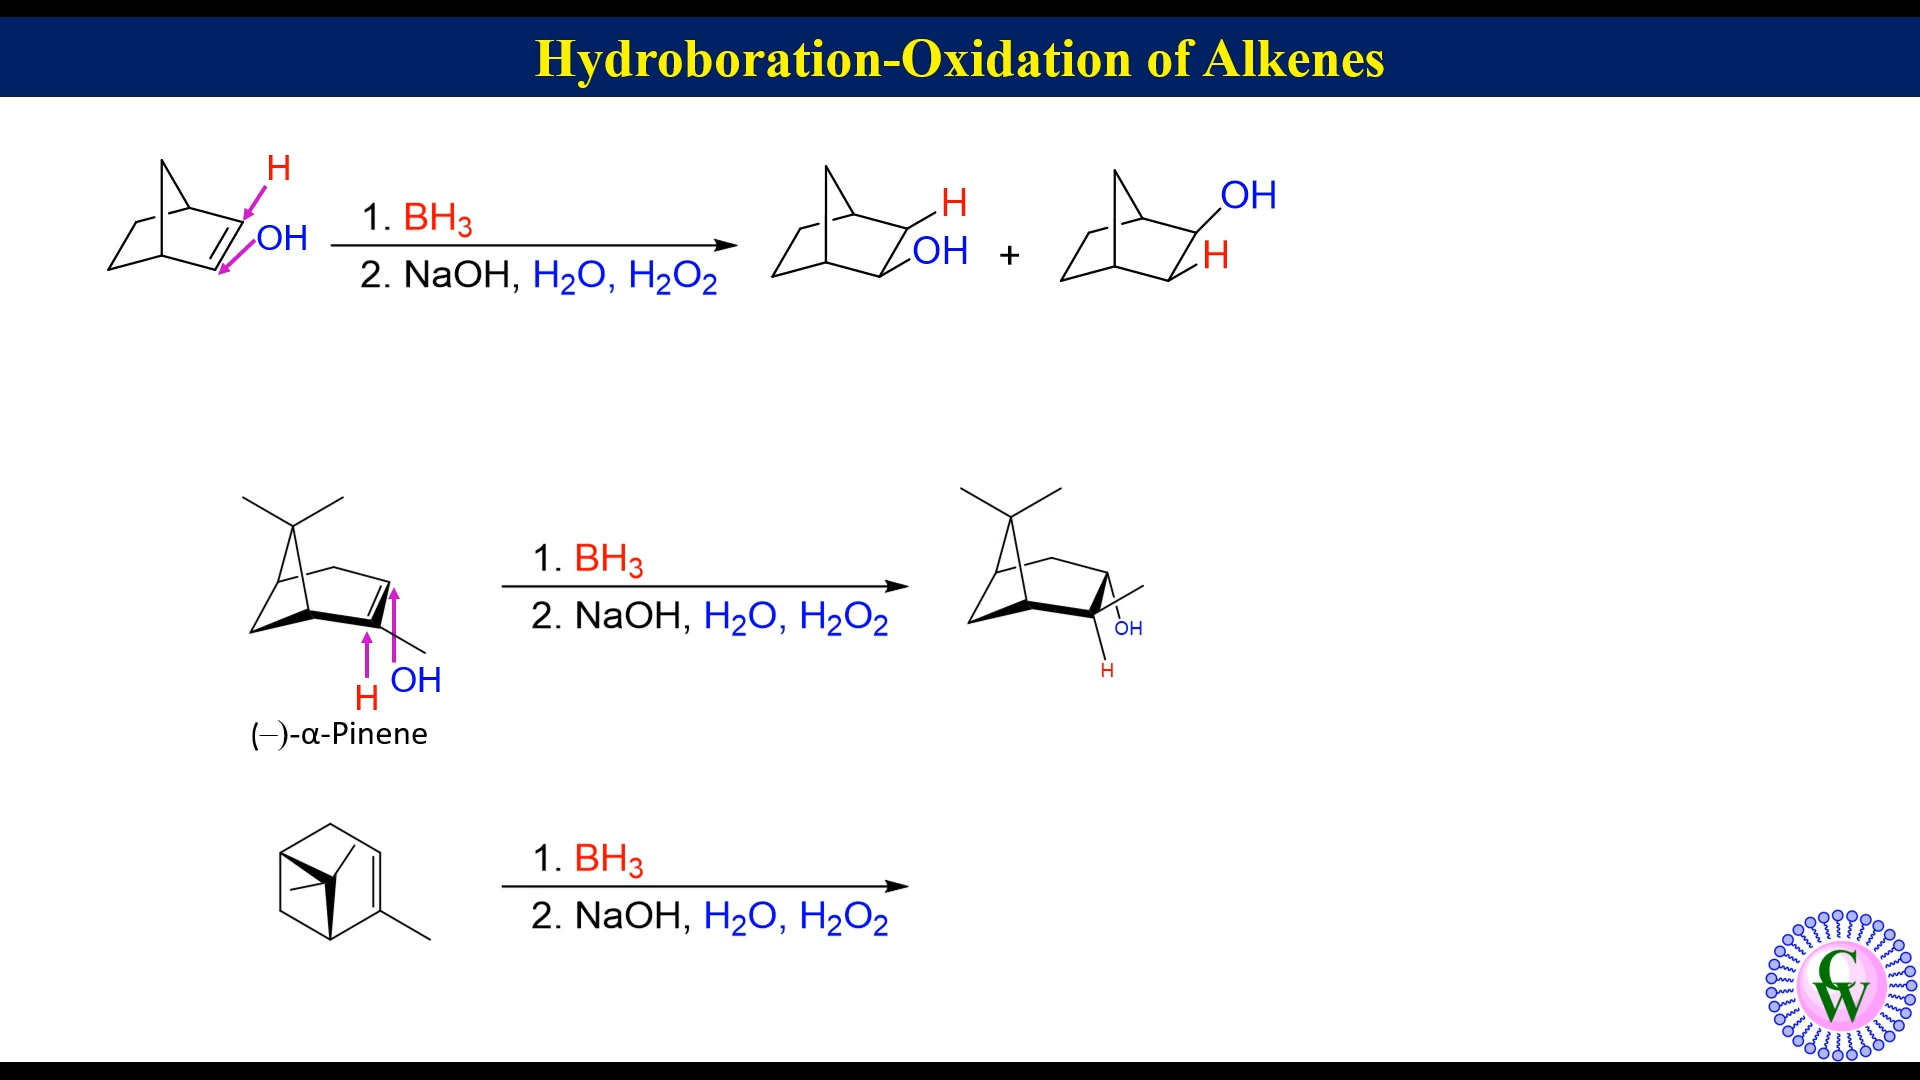 Hydroboration-Oxidation of Alkenes
H
OH
1. BH₃
2. NaOH, H₂O, H₂O₂
H
OH
+
OH
H
1. BH₃
2. NaOH, H₂O, H₂O₂
OH
H
OH
H
(−)-α-Pinene
1. BH₃
2. NaOH, H₂O, H₂O₂
C
W